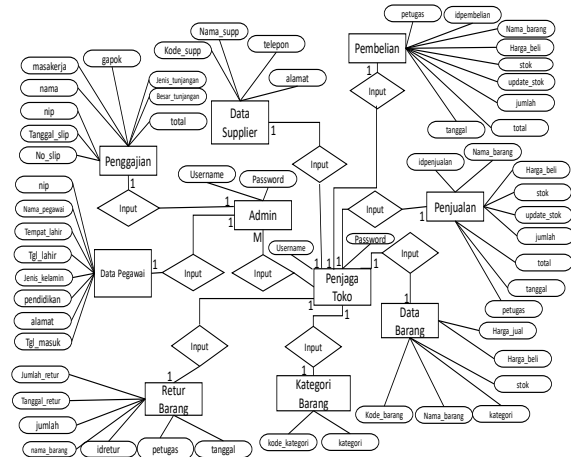 petugas
idpembelian
Nama_supp
Nama_barang
Kode_supp
telepon
Pembelian
Harga_beli
gapok
stok
masakerja
update_stok
Jenis_tunjangan
alamat
jumlah
nama
Besar_tunjangan
Data
Supplier
Input
total
nip
total
tanggal
Tanggal_slip
Penggajian
No_slip
1
1
1
Input
Nama_barang
idpenjualan
Harga_beli
Username
Password
nip
Input
1
Input
1
Admin
Input
Penjualan
1
stok
Nama_pegawai
update_stok
Tempat_lahir
1
M
Username
Password
jumlah
Tgl_lahir
Data Pegawai
1
Input
Input
1
1
1
1
1
Input
total
Jenis_kelamin
Penjaga
Toko
tanggal
pendidikan
1
1
1
petugas
alamat
Data
Barang
Harga_jual
Tgl_masuk
Input
Input
Harga_beli
Jumlah_retur
stok
1
1
Tanggal_retur
Retur
Barang
Kategori
Barang
Kode_barang
Nama_barang
kategori
jumlah
nama_barang
idretur
petugas
tanggal
kode_kategori
kategori